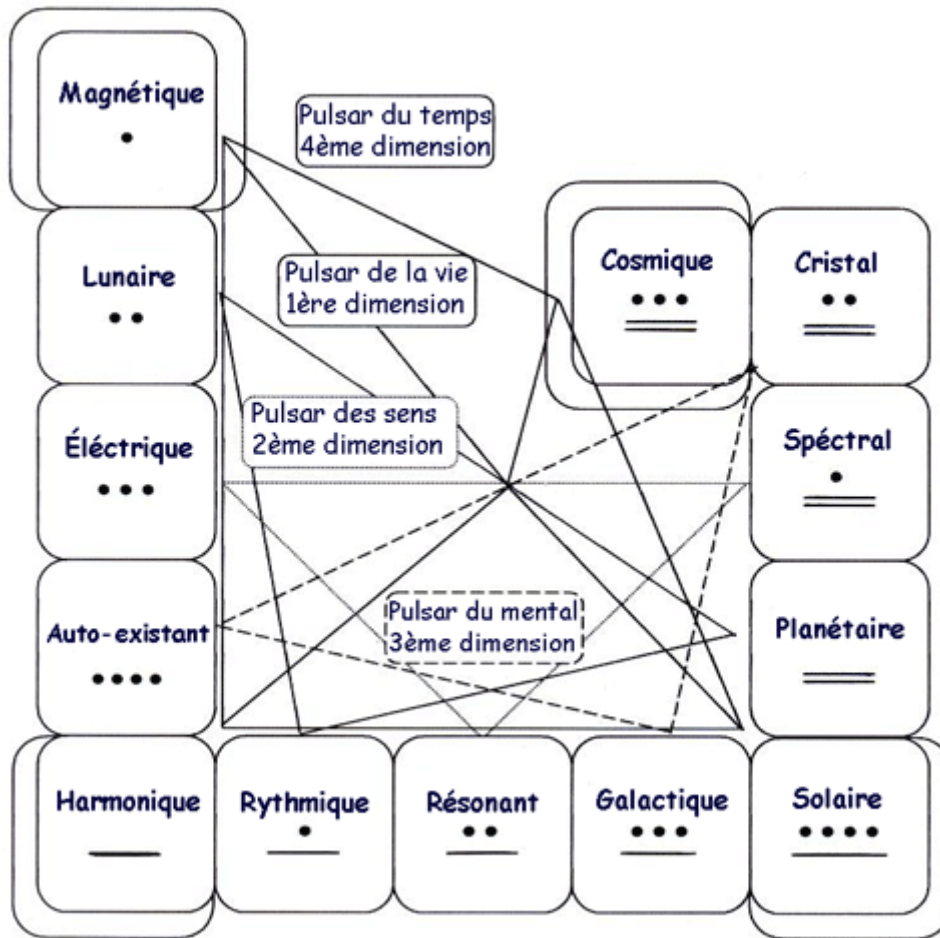 Magnétique
Pulsar du temps
4ème dimension
Lunaire
Pulsar de la vie
1ère dimension
Cosmique
Cristal
Éléctrique
Pulsar des sens
2ème dimension
Spéctral
Auto-existant
Pulsar du mental
3ème dimension
Planétaire
Harmonique
Rythmique
Résonant
Galactique
Solaire